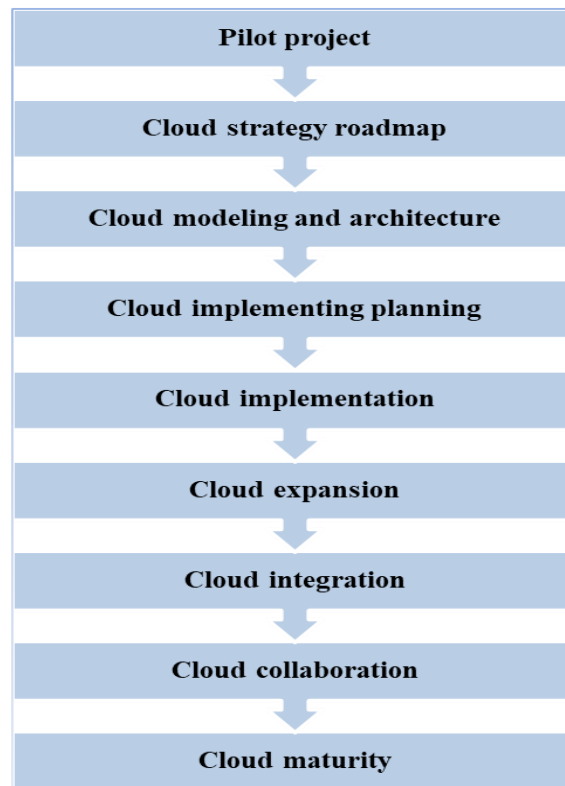 Pilot project
Cloud strategy roadmap
Cloud modeling and architecture
Cloud implementing planning
Cloud implementation
Cloud expansion
Cloud integration
Cloud collaboration
Cloud maturity